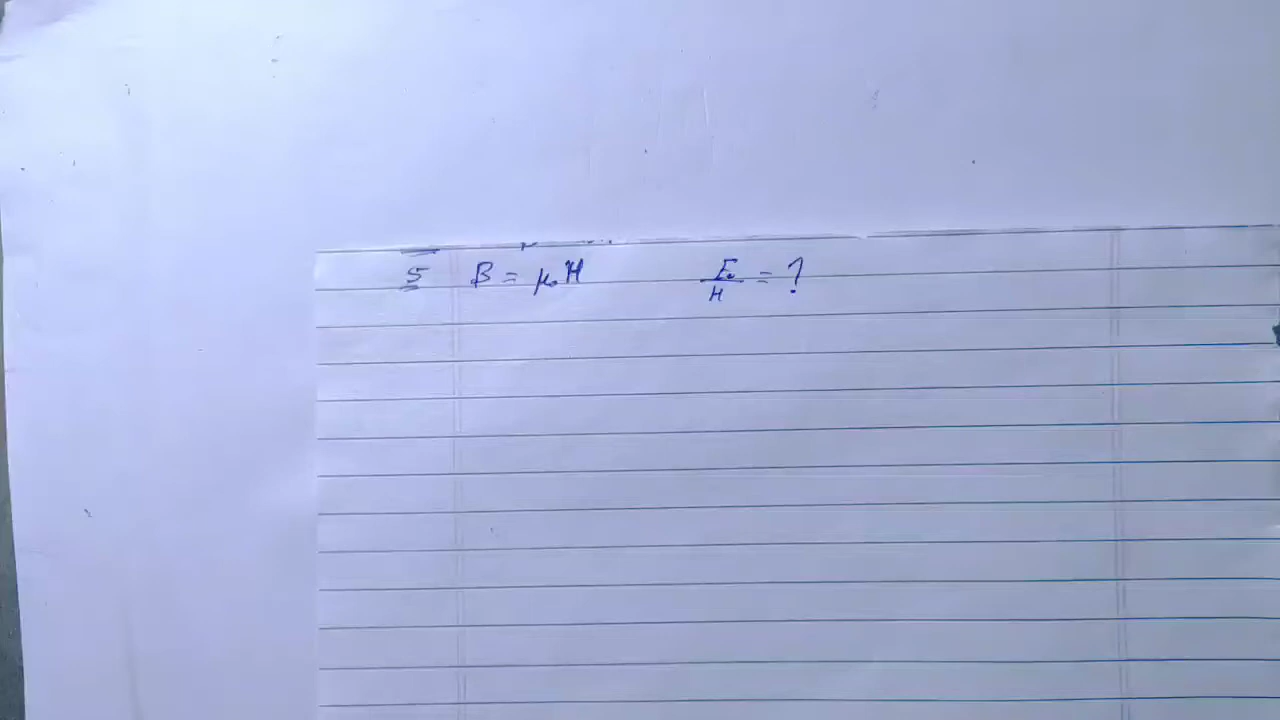 5 B = μ₀H E₀/H = ?